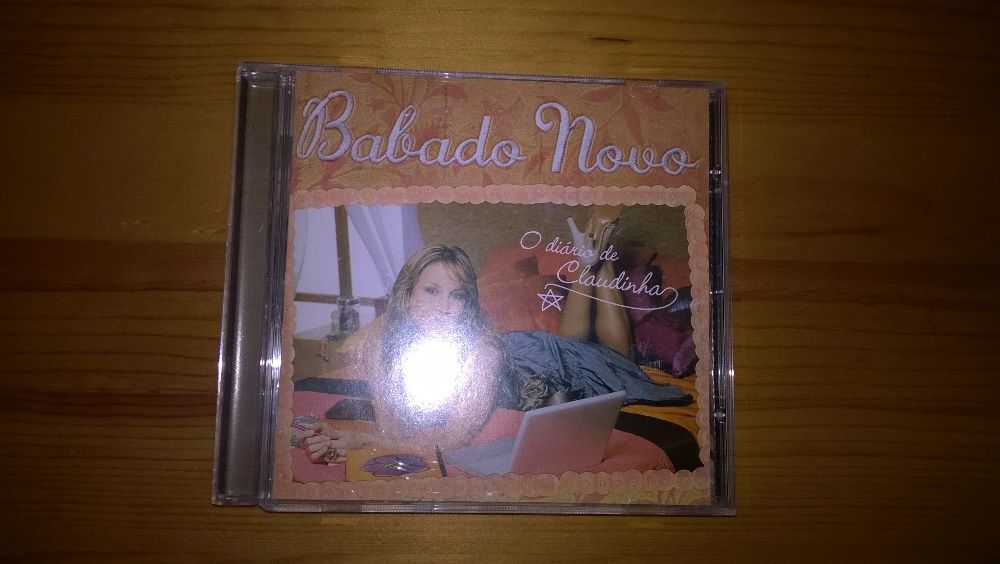 Babado Novo
O diário de
Claudinha